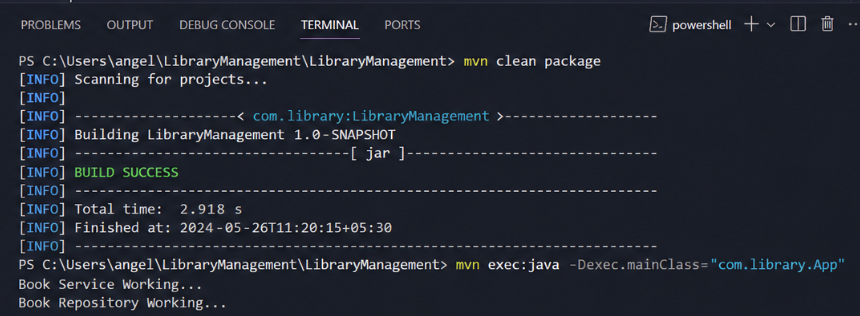 PROBLEMS OUTPUT DEBUG CONSOLE TERMINAL PORTS powershell
PS C:\Users\angel\LibraryManagement\LibraryManagement> mvn clean package
[INFO] Scanning for projects...
[INFO]
[INFO] --------------------< com.library:LibraryManagement >-------------------
[INFO] Building LibraryManagement 1.0-SNAPSHOT
[INFO] ----------------------------------[ jar ]-------------------------------
[INFO] BUILD SUCCESS
[INFO] ------------------------------------------------------------------------
[INFO] Total time:  2.918 s
[INFO] Finished at: 2024-05-26T11:20:15+05:30
[INFO] ------------------------------------------------------------------------
PS C:\Users\angel\LibraryManagement\LibraryManagement> mvn exec:java -Dexec.mainClass="com.library.App"
Book Service Working...
Book Repository Working...